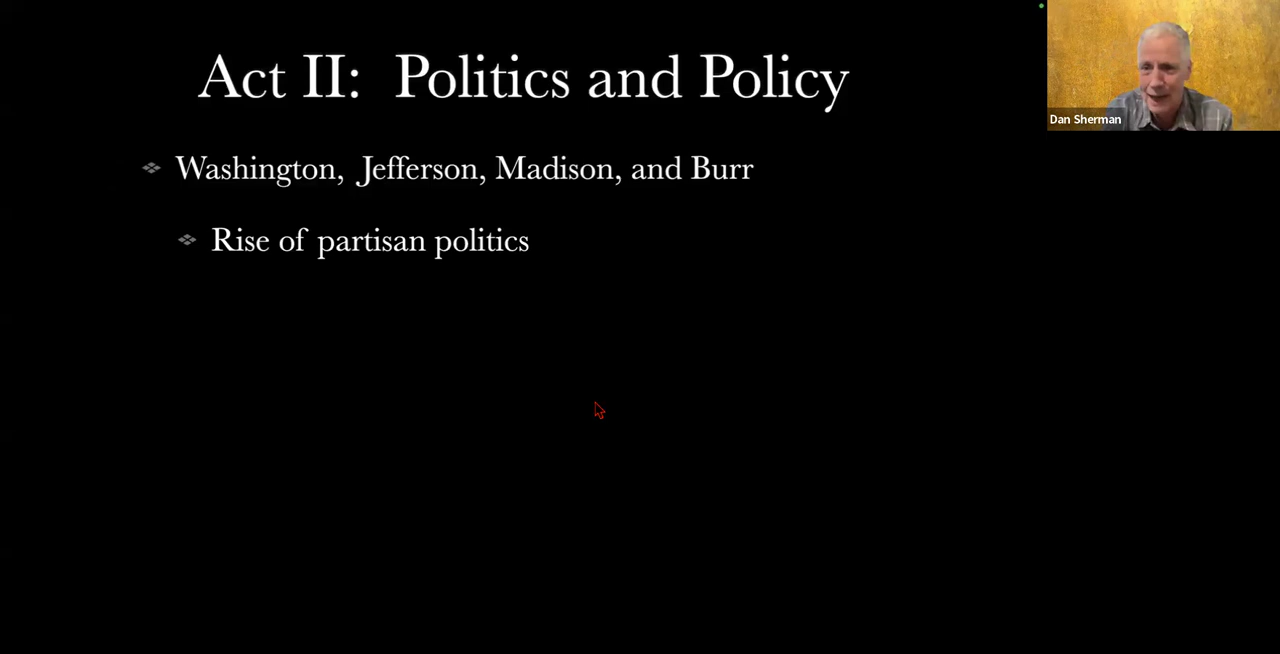 Act II: Politics and Policy
Washington, Jefferson, Madison, and Burr
Rise of partisan politics
Dan Sherman